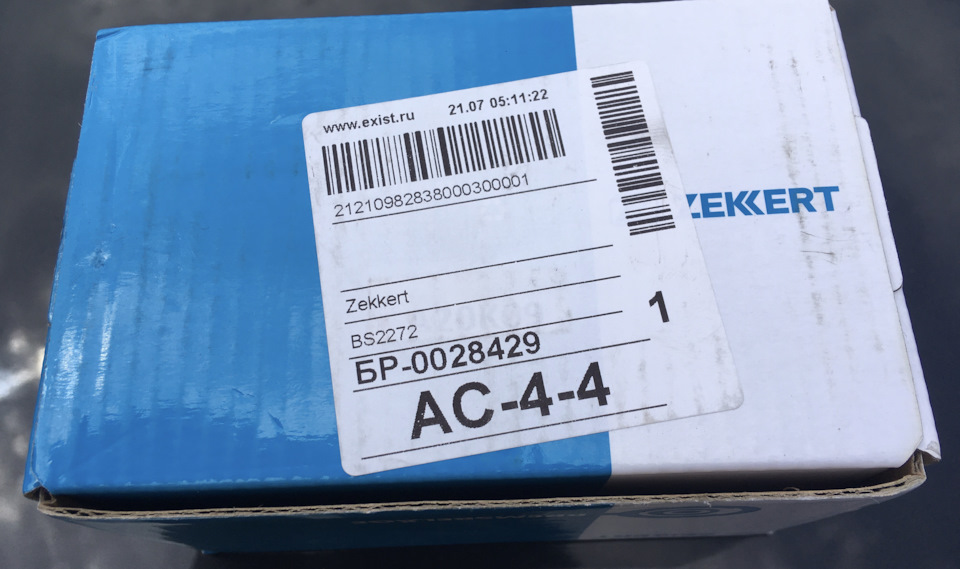 www.exist.ru 21.07 05:11:22
21210982838000300001
ZEKKERT
Zekkert
BS2272
1
БР-0028429
АС-4-4